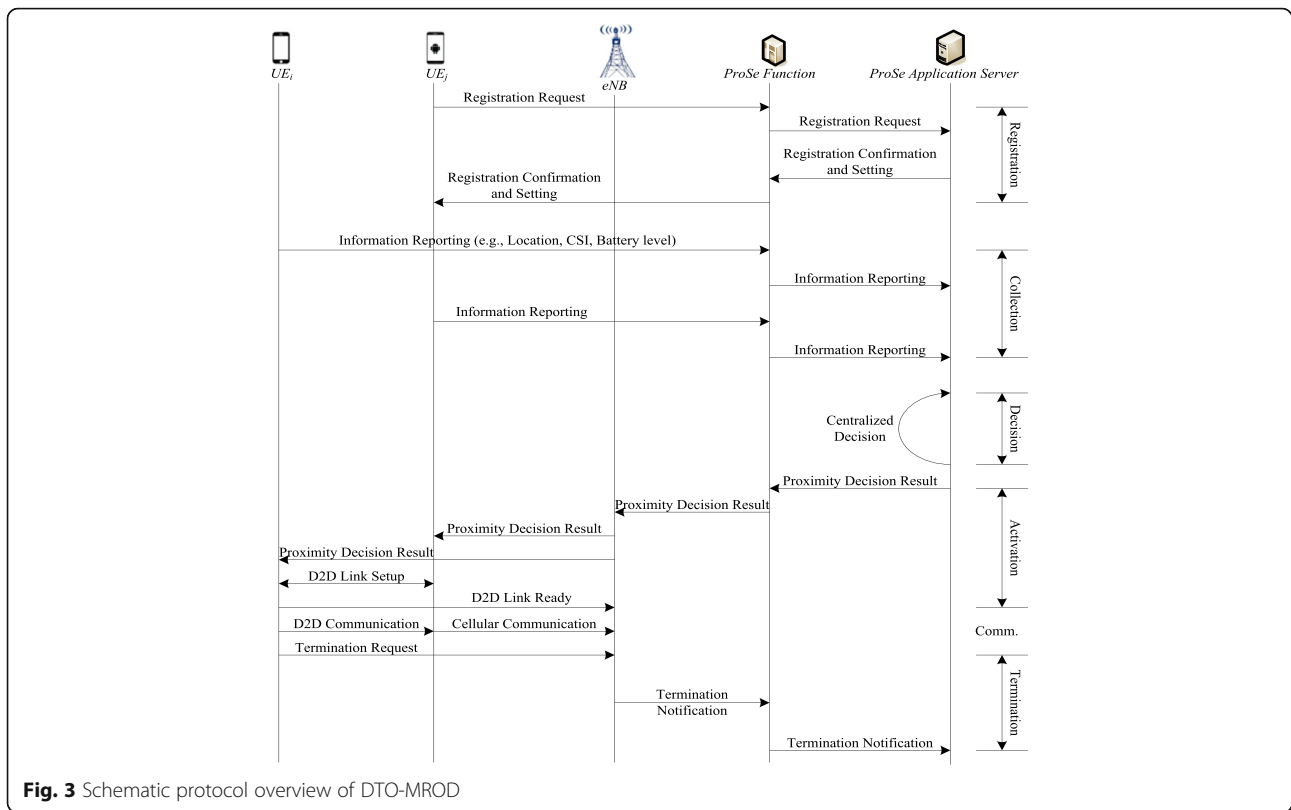 UEi
UEj
eNB
ProSe Function
ProSe Application Server
Registration Request
Registration Request
Registration Confirmation
and Setting
Registration Confirmation
and Setting
Registration
Information Reporting (e.g., Location, CSI, Battery level)
Information Reporting
Information Reporting
Information Reporting
Collection
Centralized
Decision
Decision
Proximity Decision Result
Proximity Decision Result
Proximity Decision Result
Proximity Decision Result
D2D Link Setup
D2D Link Ready
Activation
D2D Communication
Cellular Communication
Comm.
Termination Request
Termination
Notification
Termination Notification
Termination
Fig. 3 Schematic protocol overview of DTO-MROD